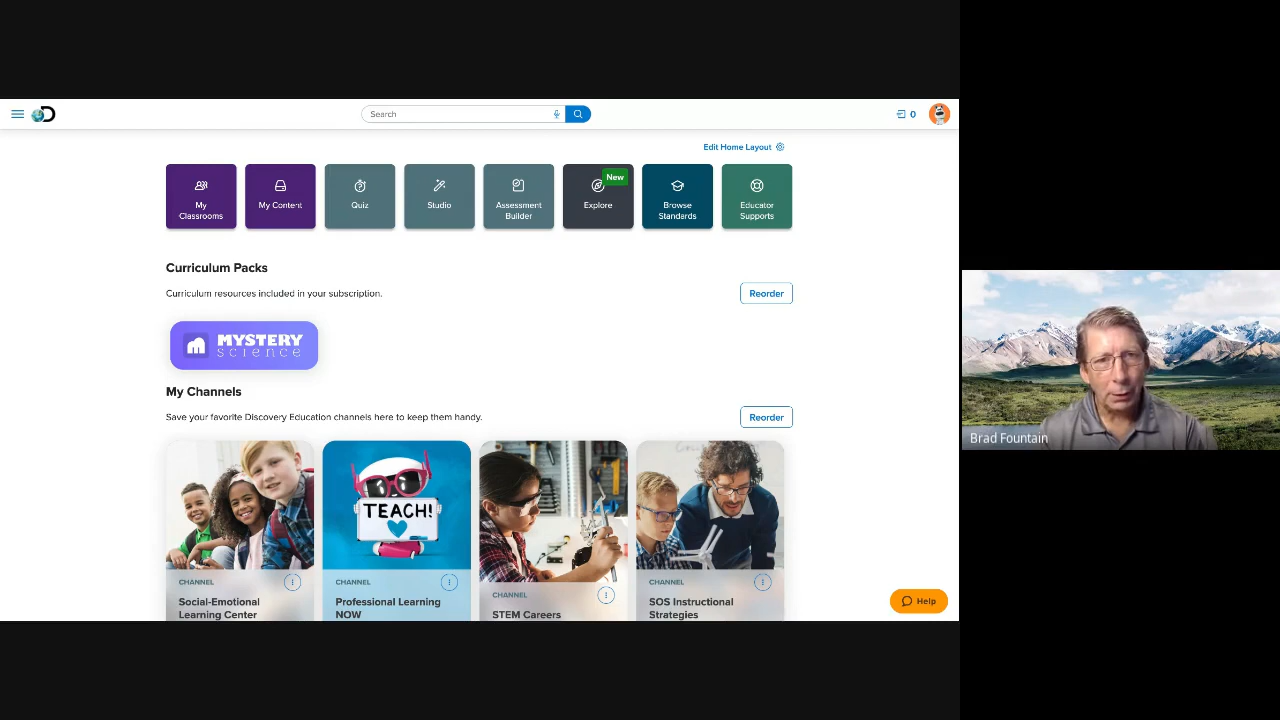 Search
0
Edit Home Layout
New
My
Classrooms
My Content
Quiz
Studio
Assessment
Builder
Explore
Browse
Standards
Educator
Supports
Curriculum Packs
Curriculum resources included in your subscription.
Reorder
MYSTERY
science
My Channels
Save your favorite Discovery Education channels here to keep them handy.
Reorder
TEACH!
CHANNEL
Social-Emotional
Learning Center
CHANNEL
Professional Learning
NOW
CHANNEL
STEM Careers
CHANNEL
SOS Instructional
Strategies
Help
Brad Fountain